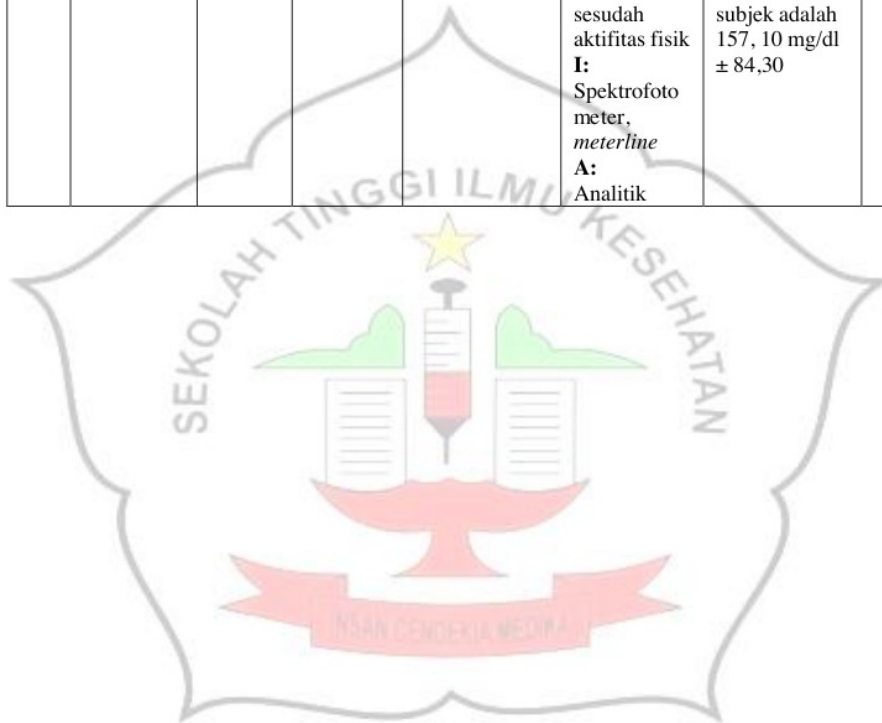 sesudah
aktifitas fisik
I:
Spektrofoto
meter,
meterline
A:
Analitik
subjek adalah
157, 10 mg/dl
± 84,30
SEKOLAH TINGGI ILMU KESEHATAN
INSAN CENDEKIA MEDIKA